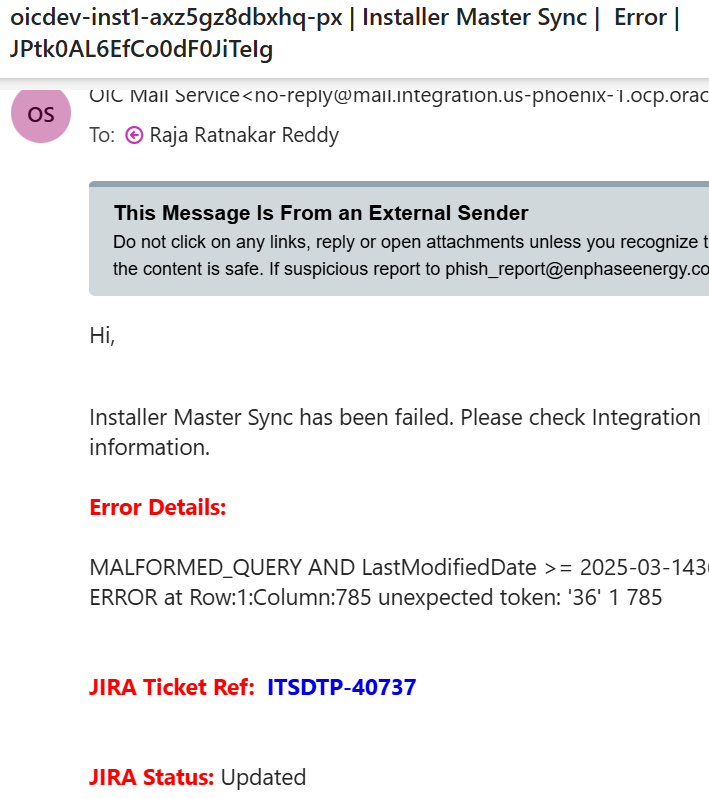 oicdev-inst1-axz5gz8dbxhq-px | Installer Master Sync | Error |
JPtk0AL6EfCo0dF0JiTeIg
OS
OIC Mail Service<no-reply@mail.integration.us-phoenix-1.ocp.orac
To: Raja Ratnakar Reddy
This Message Is From an External Sender
Do not click on any links, reply or open attachments unless you recognize t
the content is safe. If suspicious report to phish_report@enphaseenergy.co
Hi,
Installer Master Sync has been failed. Please check Integration
information.
Error Details:
MALFORMED_QUERY AND LastModifiedDate >= 2025-03-143
ERROR at Row:1:Column:785 unexpected token: '36' 1 785
JIRA Ticket Ref: ITSDTP-40737
JIRA Status: Updated